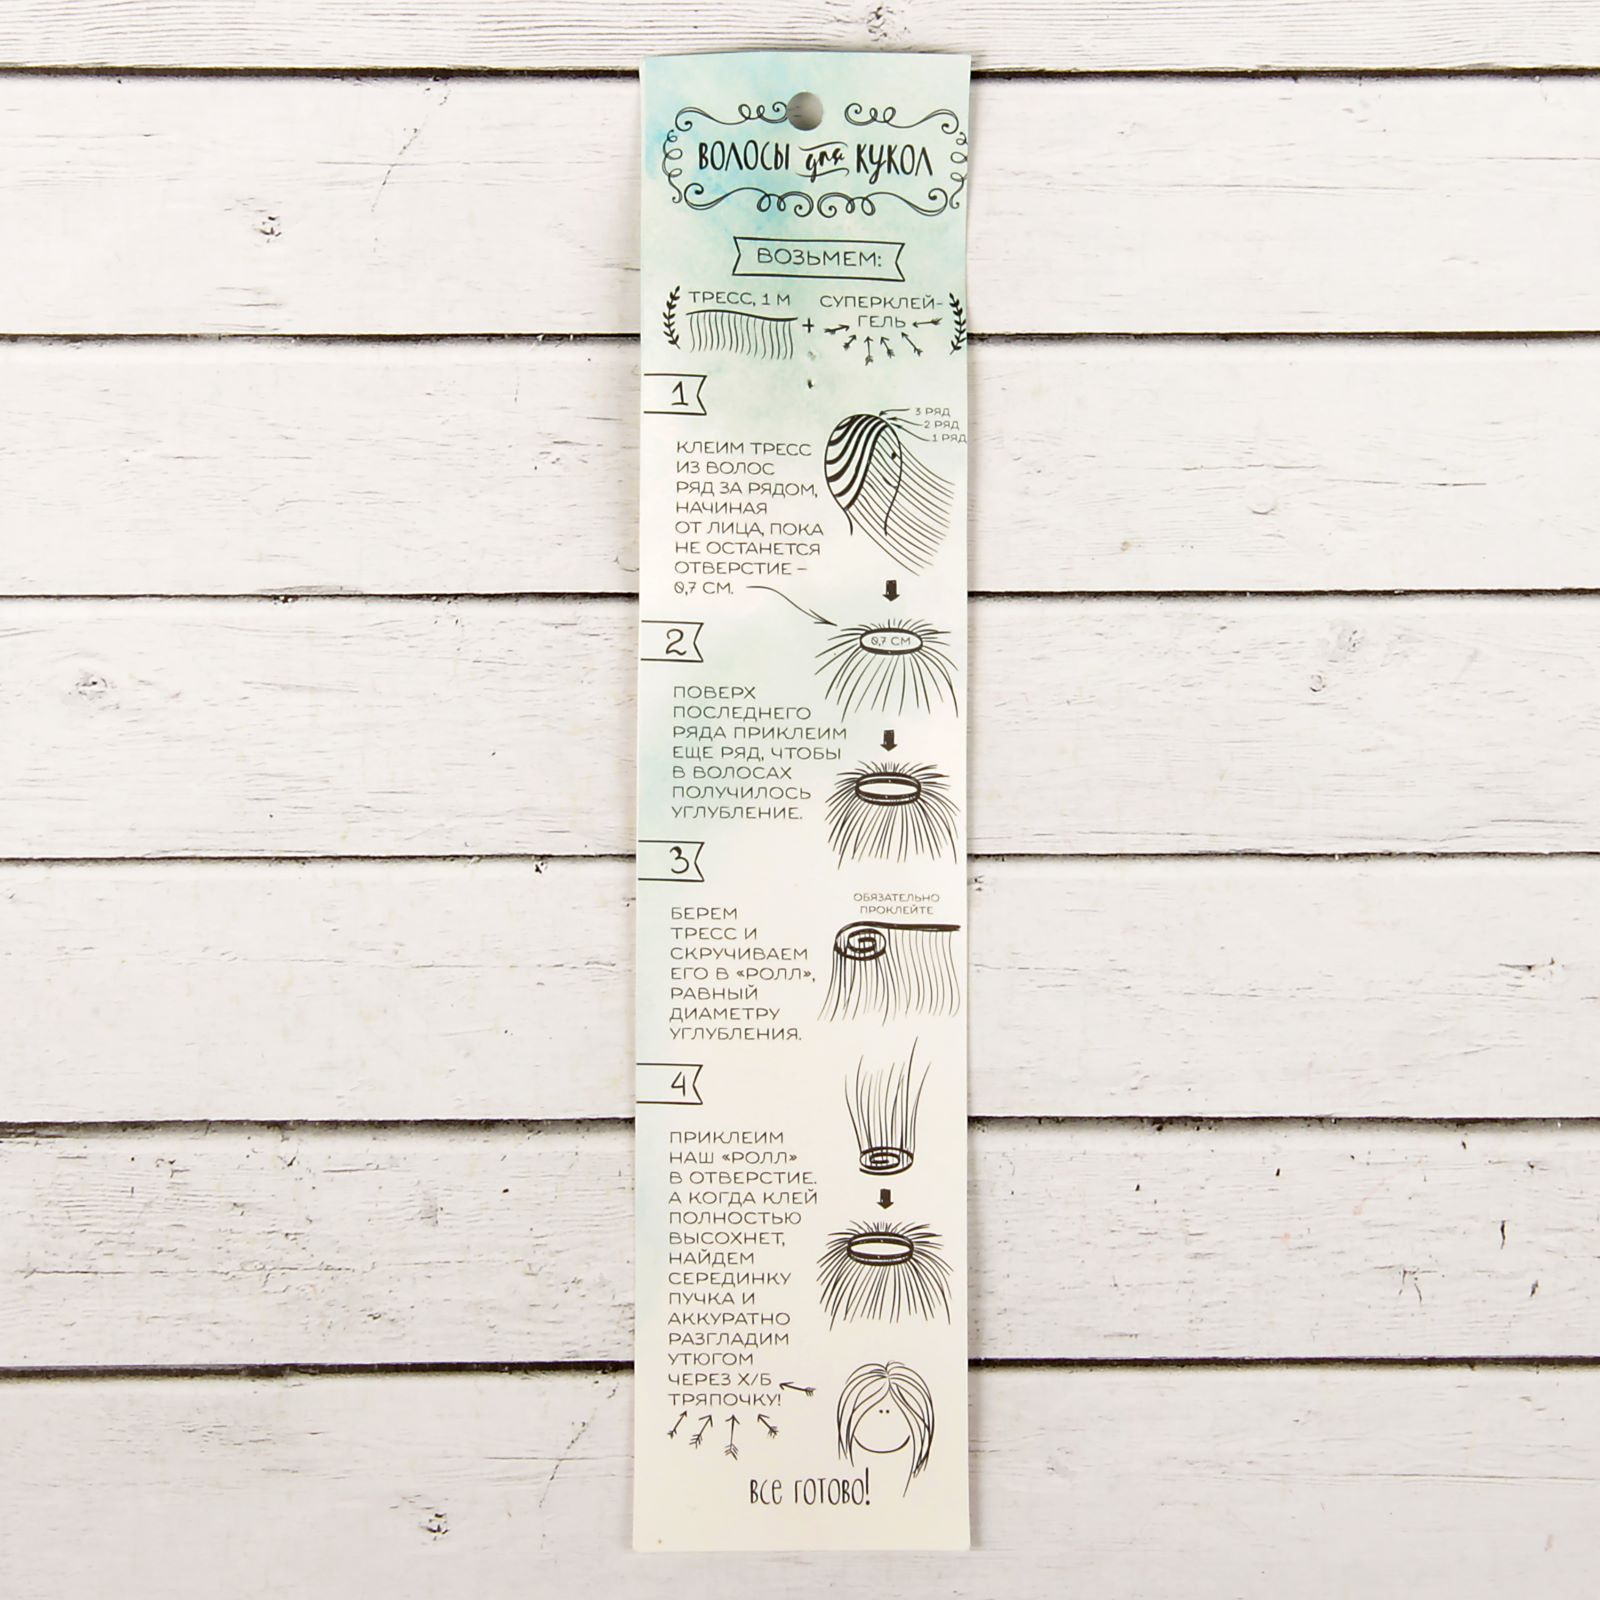 ВОЛОСЫ для КУКОЛ
ВОЗЬМЕМ:
ТРЕСС, 1 М
+
СУПЕРКЛЕЙ-
ГЕЛЬ
1
3 РЯД
2 РЯД
1 РЯД
КЛЕИМ ТРЕСС
ИЗ ВОЛОС
РЯД ЗА РЯДОМ,
НАЧИНАЯ
ОТ ЛИЦА, ПОКА
НЕ ОСТАНЕТСЯ
ОТВЕРСТИЕ –
0,7 СМ.
0,7 СМ
2
ПОВЕРХ
ПОСЛЕДНЕГО
РЯДА ПРИКЛЕИМ
ЕЩЕ РЯД, ЧТОБЫ
В ВОЛОСАХ
ПОЛУЧИЛОСЬ
УГЛУБЛЕНИЕ.
3
ОБЯЗАТЕЛЬНО
ПРОКЛЕЙТЕ
БЕРЕМ
ТРЕСС И
СКРУЧИВАЕМ
ЕГО В «РОЛЛ»,
РАВНЫЙ
ДИАМЕТРУ
УГЛУБЛЕНИЯ.
4
ПРИКЛЕИМ
НАШ «РОЛЛ»
В ОТВЕРСТИЕ.
А КОГДА КЛЕЙ
ПОЛНОСТЬЮ
ВЫСОХНЕТ,
НАЙДЕМ
СЕРЕДИНКУ
ПУЧКА И
АККУРАТНО
РАЗГЛАДИМ
УТЮГОМ
ЧЕРЕЗ Х/Б
ТРЯПОЧКУ!
ВСЕ ГОТОВО!